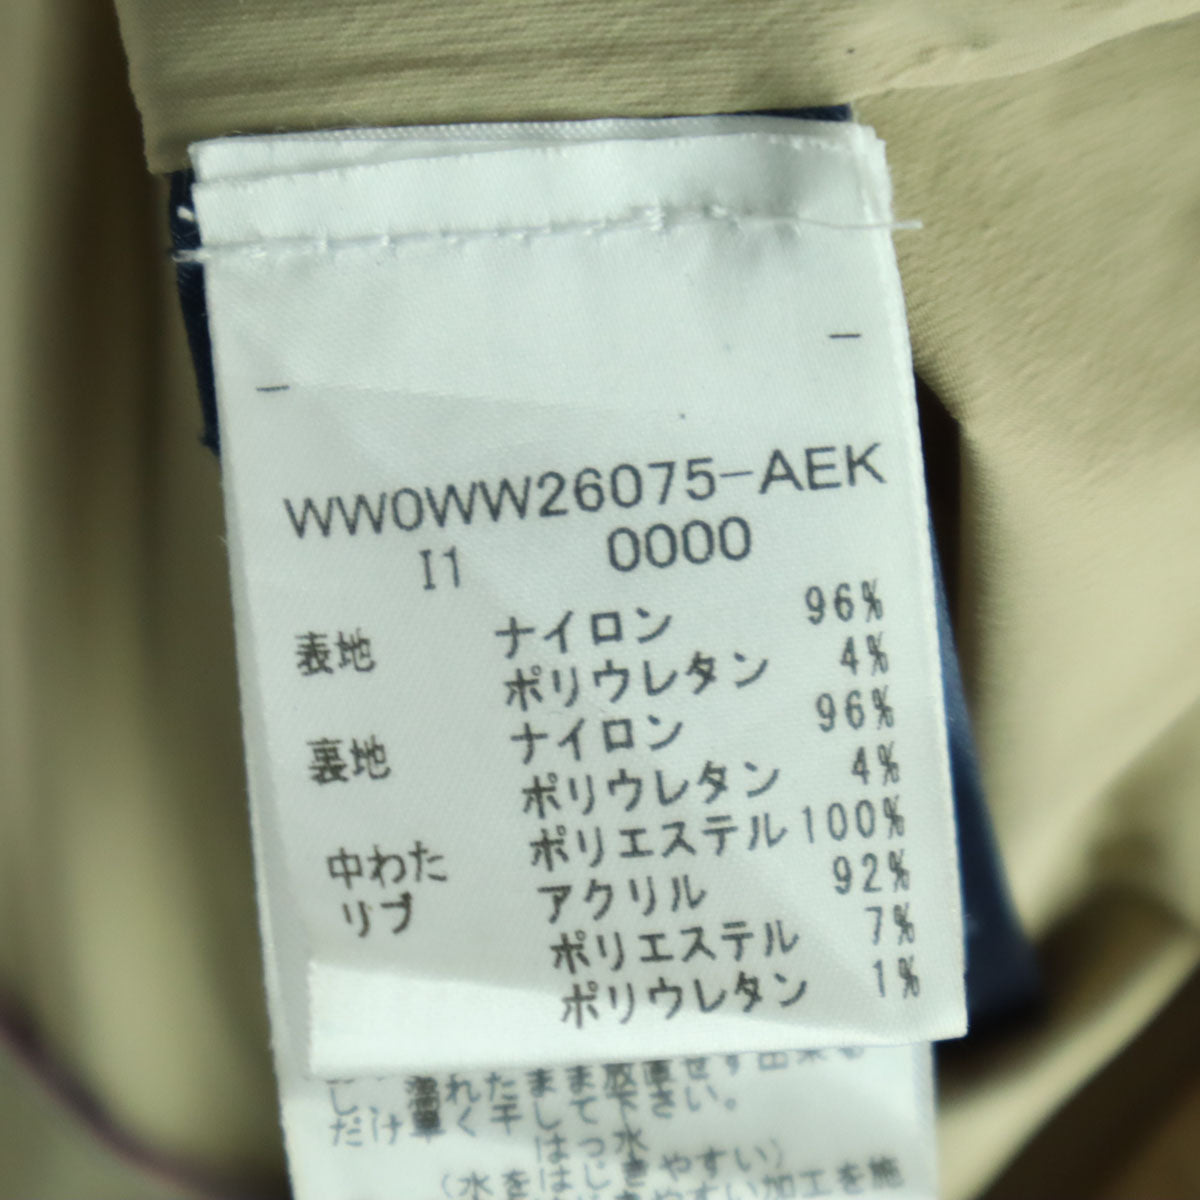 WW0WW26075-AEK
I1 0000
表地 ナイロン 96%
ポリウレタン 4%
裏地 ナイロン 96%
ポリウレタン 4%
中わた ポリエステル 100%
リブ アクリル 92%
ポリエステル 7%
ポリウレタン 1%
濡れたまま放置せず出来る
だけ早く干して下さい。
はっ水
(水をはじきやすい)
やすい加工を施